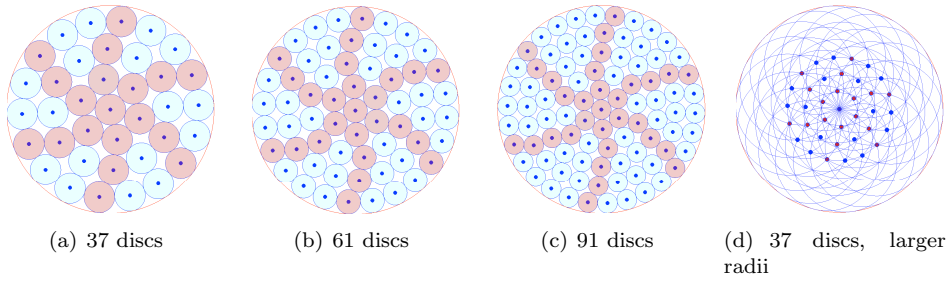 (a) 37 discs
(b) 61 discs
(c) 91 discs
(d) 37 discs, larger
radii